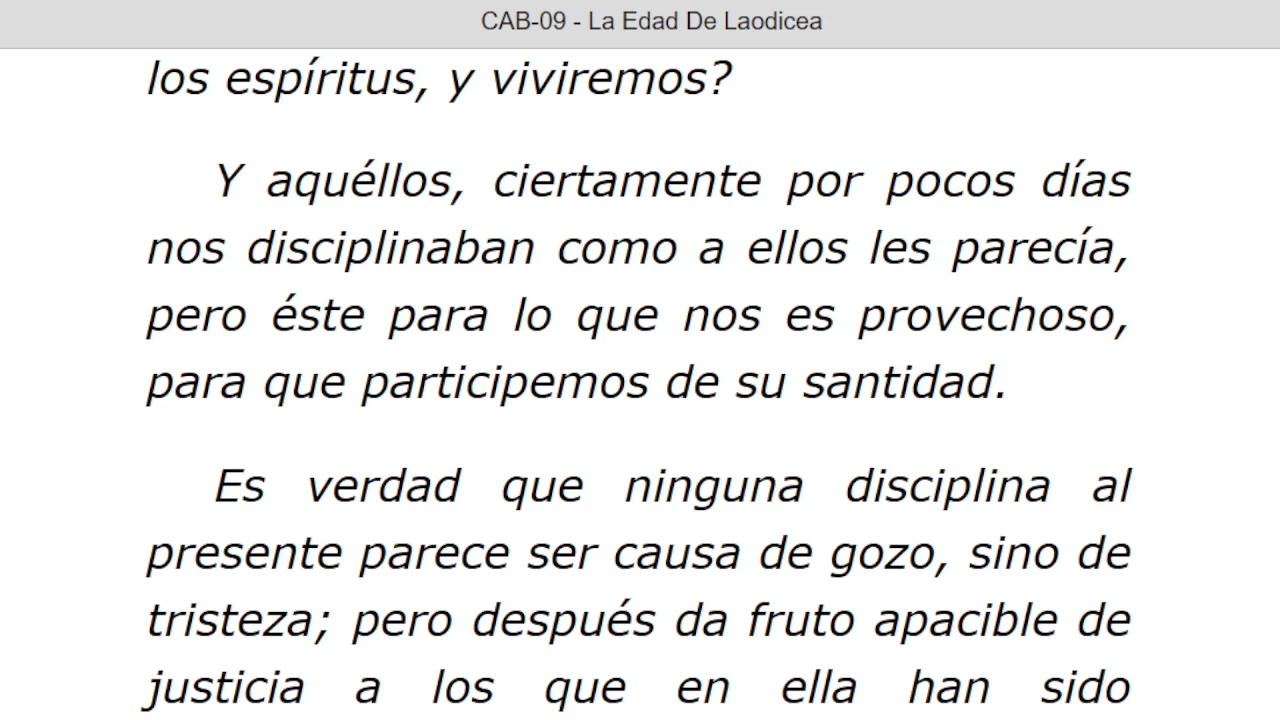 CAB-09 - La Edad De Laodicea
los espíritus, y viviremos?
Y aquéllos, ciertamente por pocos días
nos disciplinaban como a ellos les parecía,
pero éste para lo que nos es provechoso,
para que participemos de su santidad.
Es verdad que ninguna disciplina al
presente parece ser causa de gozo, sino de
tristeza; pero después da fruto apacible de
justicia a los que en ella han sido